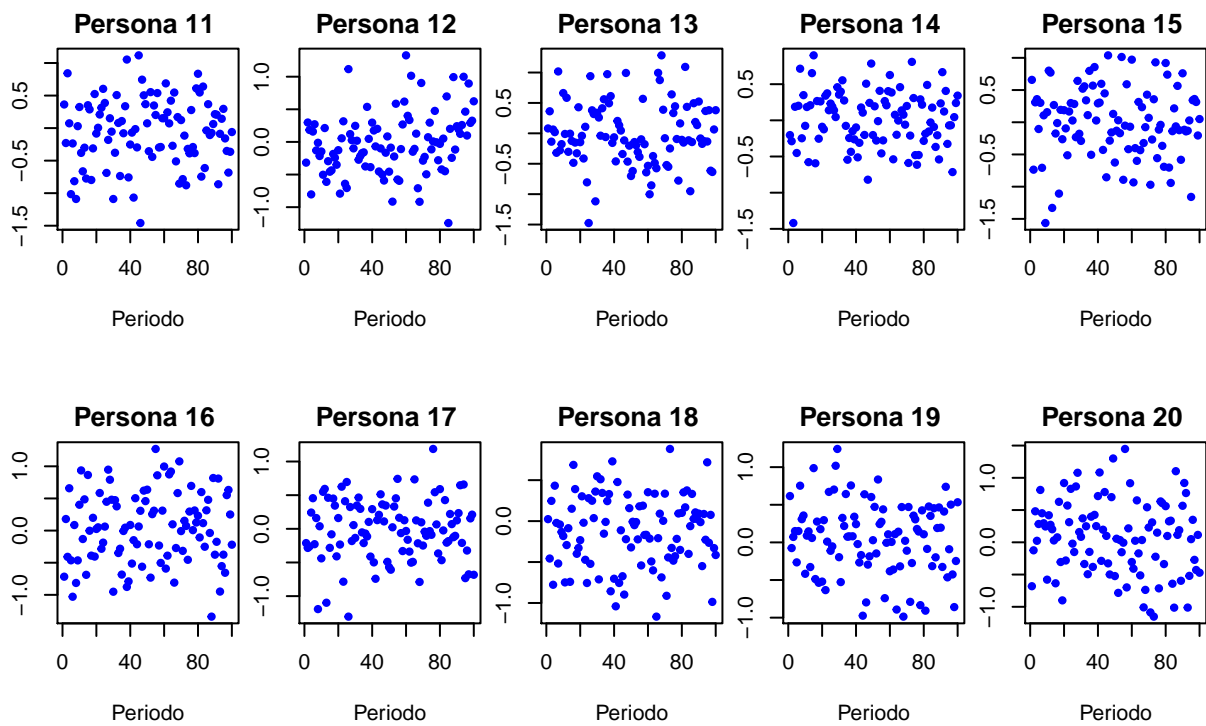 Persona 11 Persona 12 Persona 13 Persona 14 Persona 15
0.5 1.0 0.5 0.5 0.5
−0.5 0.0 −0.5 −0.5 −0.5
−1.5 −1.0 −1.5 −1.5 −1.5
0 40 80 0 40 80 0 40 80 0 40 80 0 40 80
Periodo Periodo Periodo Periodo Periodo
Persona 16 Persona 17 Persona 18 Persona 19 Persona 20
1.0 1.0 0.0 1.0 1.0
0.0 0.0 −1.0 0.0 0.0
−1.0 −1.0 −1.0 −1.0
0 40 80 0 40 80 0 40 80 0 40 80 0 40 80
Periodo Periodo Periodo Periodo Periodo